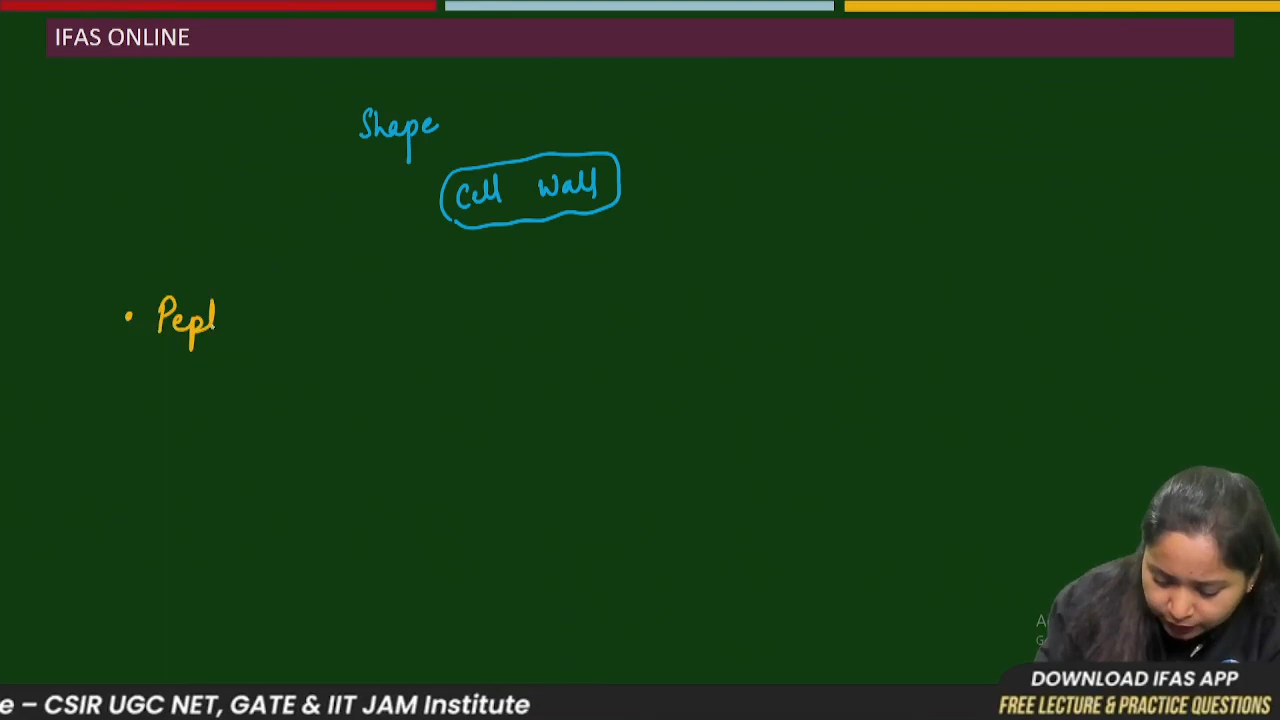 IFAS ONLINE
Shape
Cell Wall
• Pep
DOWNLOAD IFAS APP
FREE LECTURE & PRACTICE QUESTIONS
e – CSIR UGC NET, GATE & IIT JAM Institute